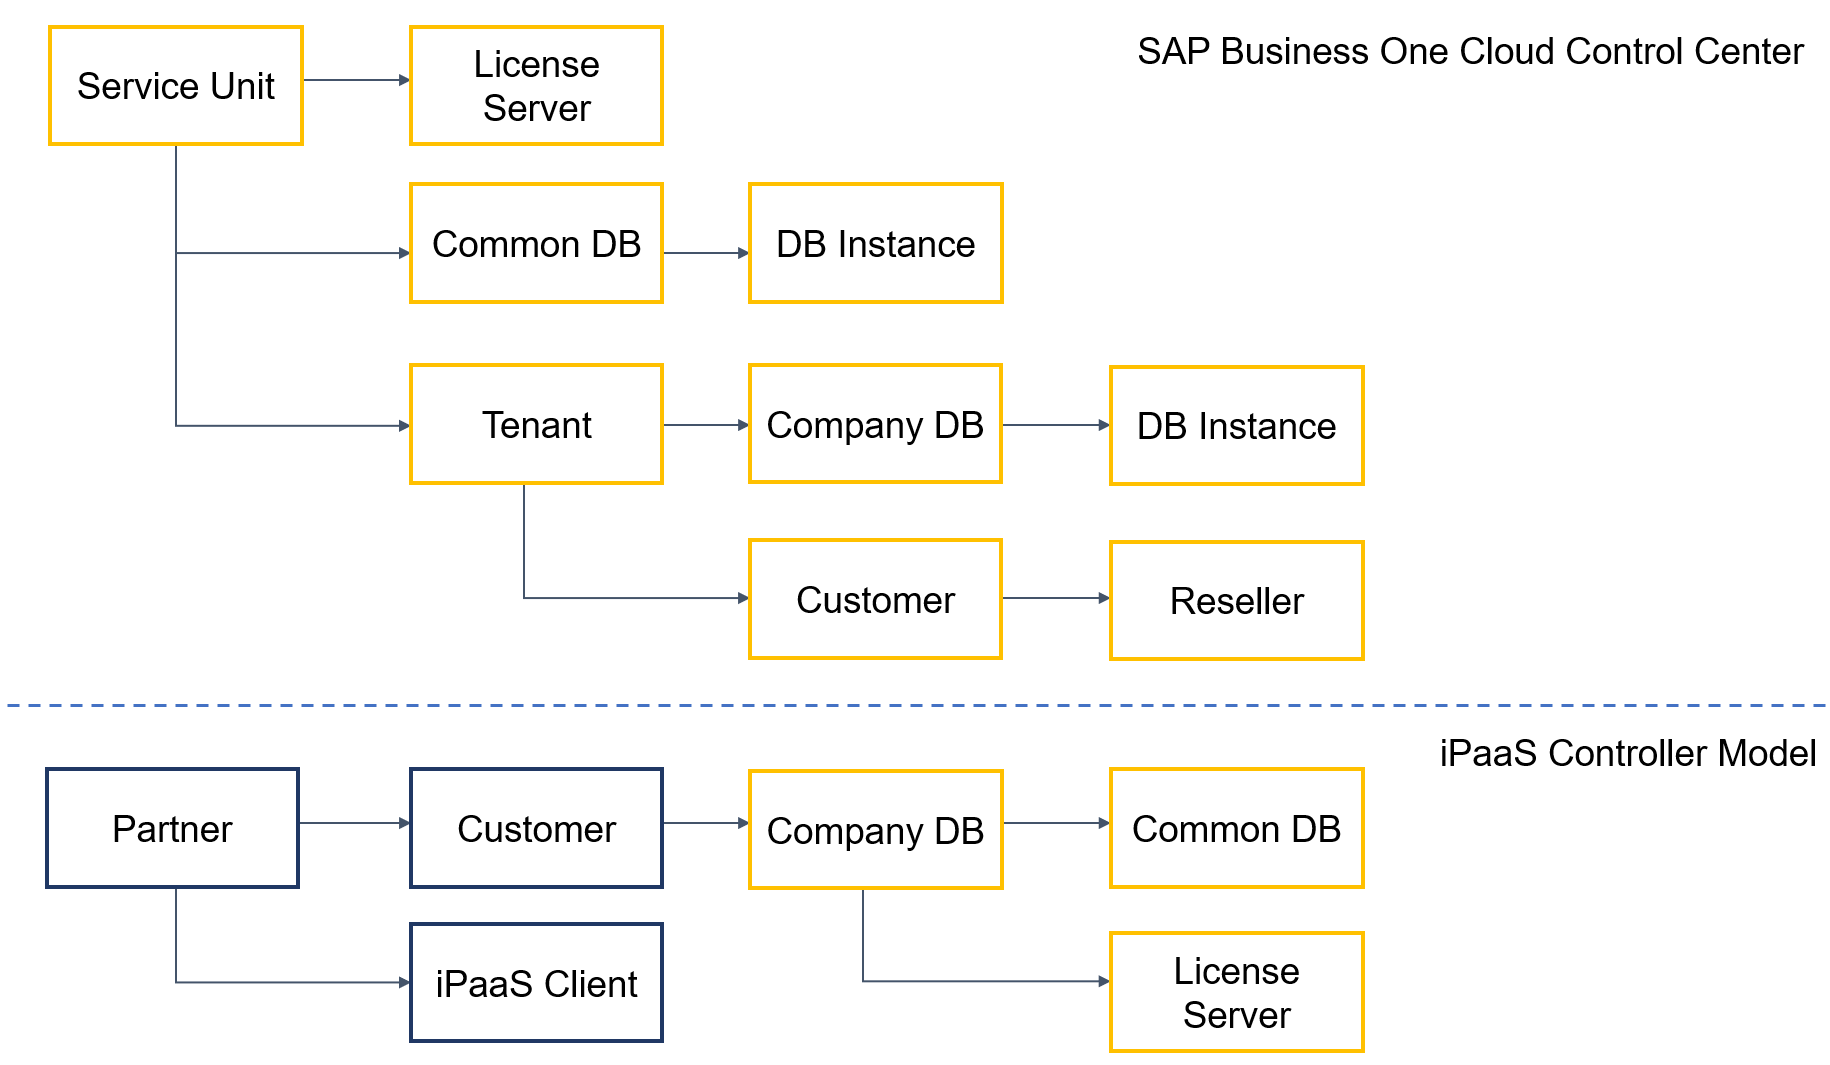 SAP Business One Cloud Control Center
Service Unit
License
Server
Common DB
DB Instance
Tenant
Company DB
DB Instance
Customer
Reseller
iPaaS Controller Model
Partner
Customer
Company DB
Common DB
iPaaS Client
License
Server